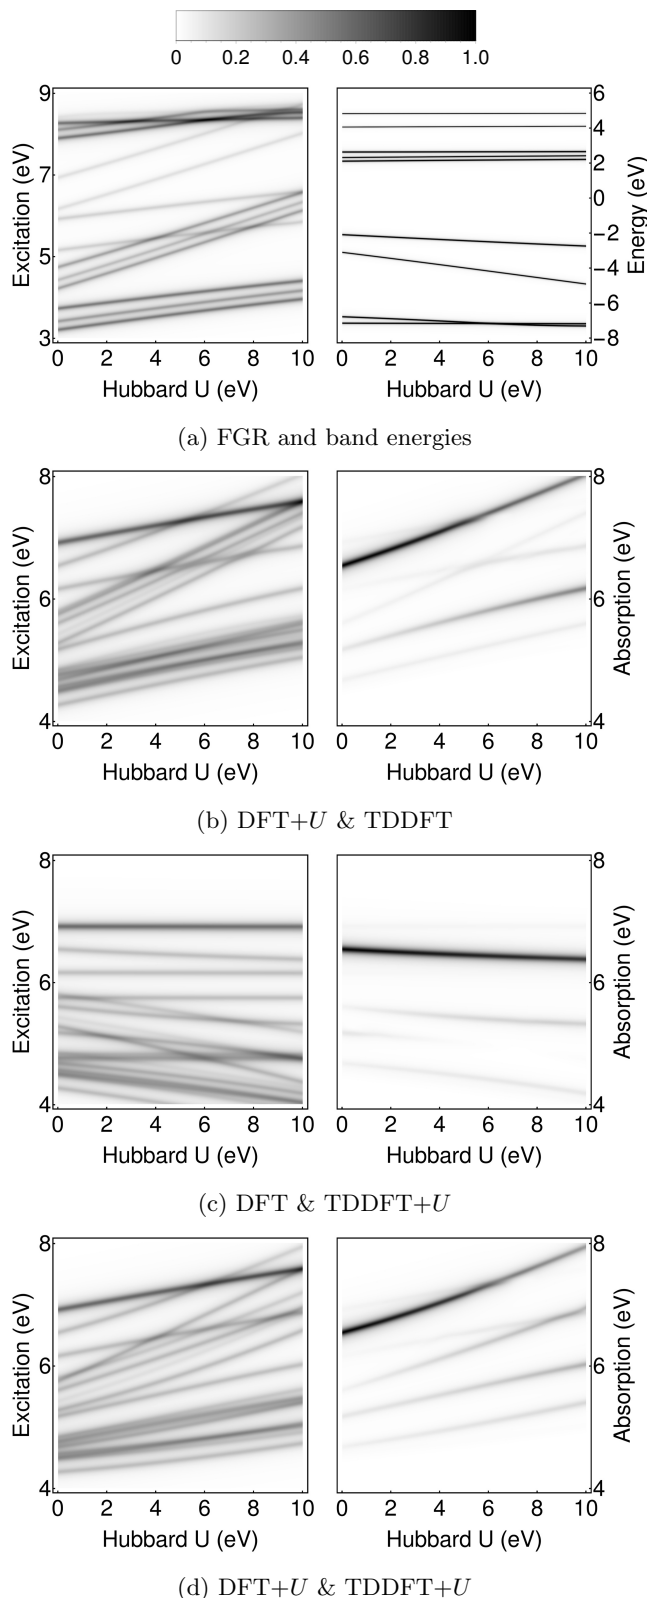 0 0.2 0.4 0.6 0.8 1.0
9
7
5
3
Excitation (eV)
0 2 4 6 8 10
Hubbard U (eV)
6
4
2
0
−2
−4
−6
−8
Energy (eV)
0 2 4 6 8 10
Hubbard U (eV)
(a) FGR and band energies
8
6
4
Excitation (eV)
0 2 4 6 8 10
Hubbard U (eV)
8
6
4
Absorption (eV)
0 2 4 6 8 10
Hubbard U (eV)
(b) DFT+U & TDDFT
8
6
4
Excitation (eV)
0 2 4 6 8 10
Hubbard U (eV)
8
6
4
Absorption (eV)
0 2 4 6 8 10
Hubbard U (eV)
(c) DFT & TDDFT+U
8
6
4
Excitation (eV)
0 2 4 6 8 10
Hubbard U (eV)
8
6
4
Absorption (eV)
0 2 4 6 8 10
Hubbard U (eV)
(d) DFT+U & TDDFT+U